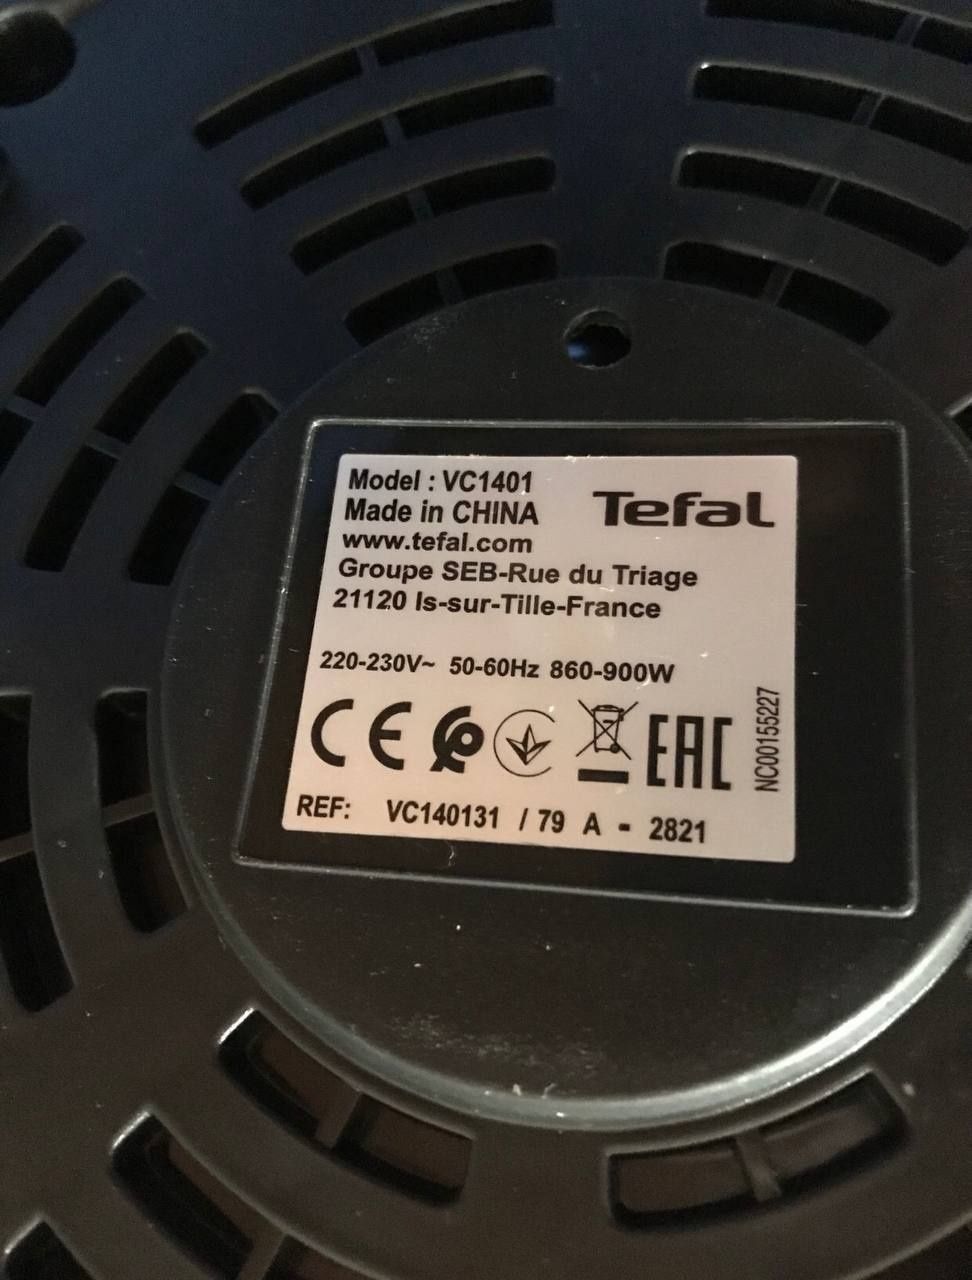 Model : VC1401
Made in CHINA
Tefal
www.tefal.com
Groupe SEB-Rue du Triage
21120 Is-sur-Tille-France
220-230V~ 50-60Hz 860-900W
CE EAC
NC00155227
REF: VC140131 / 79 A - 2821